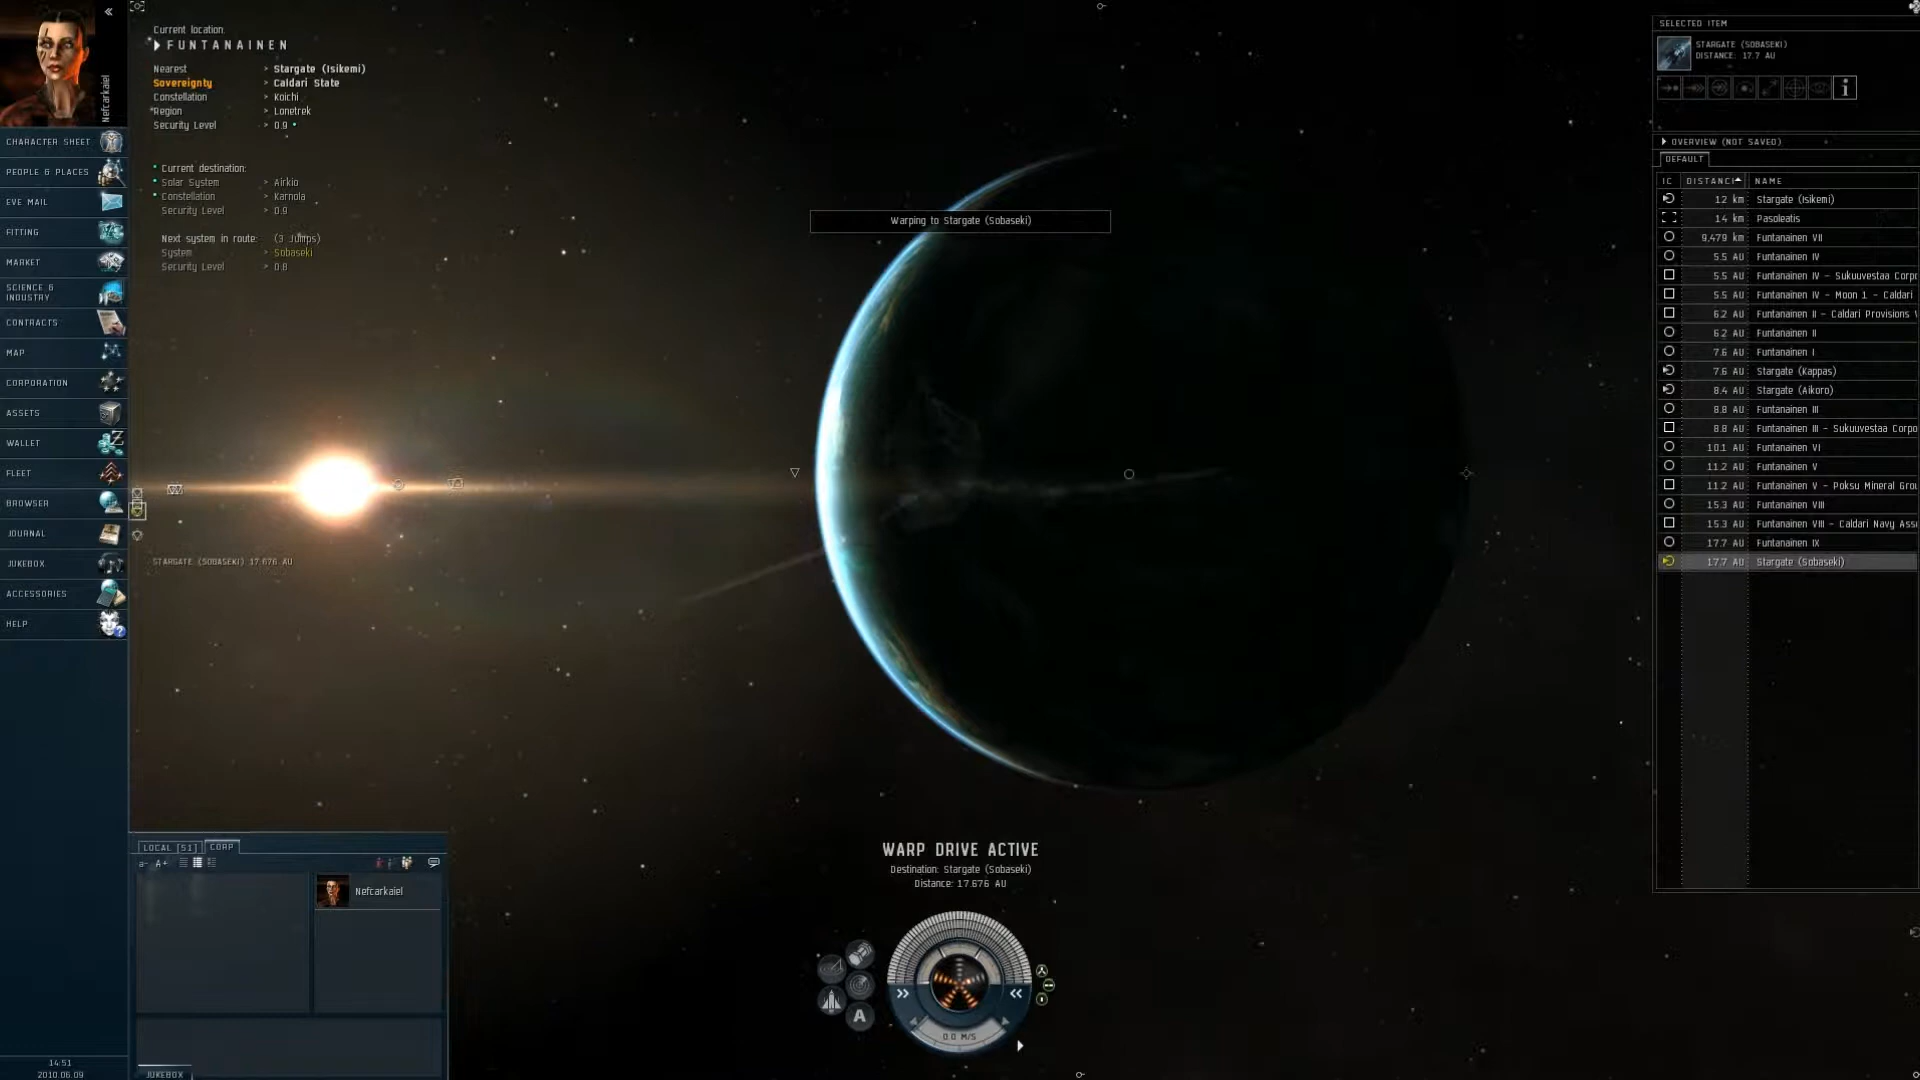 «
Nefcarkaiel
CHARACTER SHEET
PEOPLE & PLACES
EVE MAIL
FITTING
MARKET
SCIENCE &
INDUSTRY
CONTRACTS
MAP
CORPORATION
ASSETS
WALLET
FLEET
BROWSER
JOURNAL
JUKEBOX
ACCESSORIES
HELP
14:51
2010.06.09
Current location:
FUNTANAINEN
Nearest > Stargate (Isikemi)
Sovereignty > Caldari State
Constellation > Koichi
Region > Lonetrek
Security Level > 0.9
Current destination:
Solar System > Airkio
Constellation > Karnola
Security Level > 0.9
Next system in route: (3 Jumps)
System > Sobaseki
Security Level > 0.8
STARGATE (SOBASEKI) 17.676 AU
Warping to Stargate (Sobaseki)
WARP DRIVE ACTIVE
Destination: Stargate (Sobaseki)
Distance: 17.676 AU
A
0.0 M/S
LOCAL [51] CORP
a- A+
Nefcarkaiel
JUKEBOX
SELECTED ITEM
STARGATE (SOBASEKI)
DISTANCE: 17.7 AU
i
OVERVIEW (NOT SAVED)
DEFAULT
IC DISTANC NAME
12 km Stargate (Isikemi)
14 km Pasoleatis
9,479 km Funtanainen VII
5.5 AU Funtanainen IV
5.5 AU Funtanainen IV - Sukuuvestaa Corpo
5.5 AU Funtanainen IV - Moon 1 - Caldari
6.2 AU Funtanainen II - Caldari Provisions
6.2 AU Funtanainen II
7.6 AU Funtanainen I
7.6 AU Stargate (Kappas)
8.4 AU Stargate (Aikoro)
8.8 AU Funtanainen III
8.8 AU Funtanainen III - Sukuuvestaa Corpo
10.1 AU Funtanainen VI
11.2 AU Funtanainen V
11.2 AU Funtanainen V - Poksu Mineral Grou
15.3 AU Funtanainen VIII
15.3 AU Funtanainen VIII - Caldari Navy Ass
17.7 AU Funtanainen IX
17.7 AU Stargate (Sobaseki)